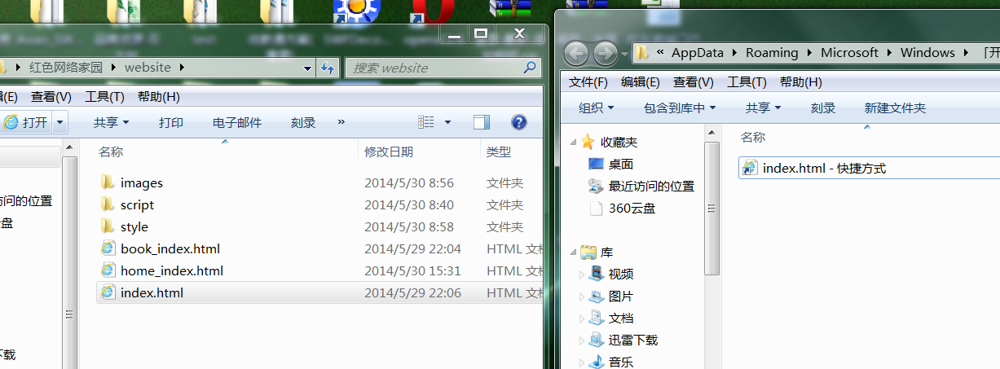 test
红色网络家园 website
搜索 website
辑(E) 查看(V) 工具(T) 帮助(H)
打开 共享 打印 电子邮件 刻录 »
名称 修改日期 类型
images 2014/5/30 8:56 文件夹
script 2014/5/30 8:40 文件夹
style 2014/5/30 8:58 文件夹
book_index.html 2014/5/29 22:04 HTML 文档
home_index.html 2014/5/30 15:31 HTML 文档
index.html 2014/5/29 22:06 HTML 文档
访问的位置
盘
下载
« AppData Roaming Microsoft Windows 「开
文件(F) 编辑(E) 查看(V) 工具(T) 帮助(H)
组织 包含到库中 共享 刻录 新建文件夹
收藏夹
桌面
最近访问的位置
360云盘
库
视频
图片
文档
迅雷下载
音乐
名称
index.html - 快捷方式